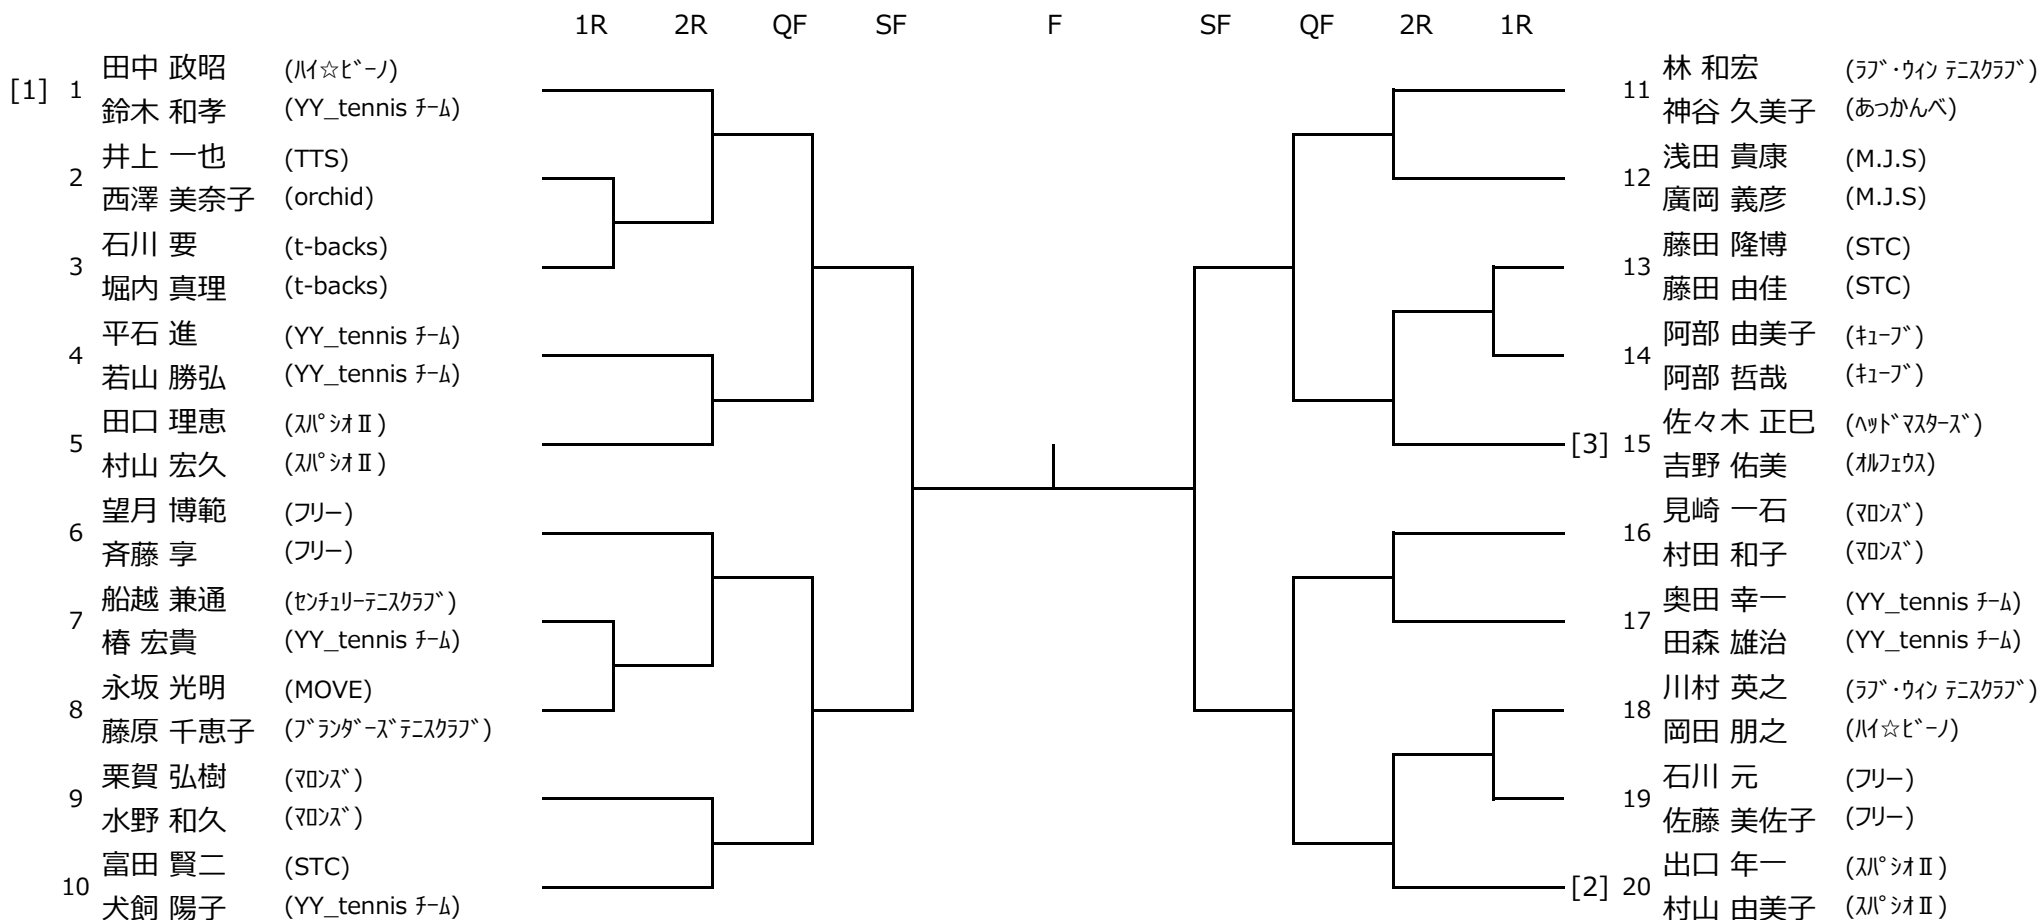 1R 2R QF SF F SF QF 2R 1R
[1] 1
田中 政昭 (ﾊｲ☆ﾋﾞｰﾉ)
鈴木 和孝 (YY_tennis ﾁｰﾑ)
2
井上 一也 (TTS)
西澤 美奈子 (orchid)
3
石川 要 (t-backs)
堀内 真理 (t-backs)
4
平石 進 (YY_tennis ﾁｰﾑ)
若山 勝弘 (YY_tennis ﾁｰﾑ)
5
田口 理恵 (ｽﾊﾟｼｵⅡ)
村山 宏久 (ｽﾊﾟｼｵⅡ)
6
望月 博範 (フリー)
斉藤 享 (フリー)
7
船越 兼通 (ｾﾝﾁｭﾘｰﾃﾆｽｸﾗﾌﾞ)
椿 宏貴 (YY_tennis ﾁｰﾑ)
8
永坂 光明 (MOVE)
藤原 千恵子 (ﾌﾞﾗﾝﾀﾞｰｽﾞﾃﾆｽｸﾗﾌﾞ)
9
栗賀 弘樹 (ﾏﾛﾝｽﾞ)
水野 和久 (ﾏﾛﾝｽﾞ)
10
富田 賢二 (STC)
犬飼 陽子 (YY_tennis ﾁｰﾑ)
11
林 和宏 (ﾗﾌﾞ･ｳｨﾝ ﾃﾆｽｸﾗﾌﾞ)
神谷 久美子 (あっかんべ)
12
浅田 貴康 (M.J.S)
廣岡 義彦 (M.J.S)
13
藤田 隆博 (STC)
藤田 由佳 (STC)
14
阿部 由美子 (ｷｭｰﾌﾞ)
阿部 哲哉 (ｷｭｰﾌﾞ)
[3] 15
佐々木 正巳 (ﾍｯﾄﾞﾏｽﾀｰｽﾞ)
吉野 佑美 (ｵﾙﾌｪｳｽ)
16
見崎 一石 (ﾏﾛﾝｽﾞ)
村田 和子 (ﾏﾛﾝｽﾞ)
17
奥田 幸一 (YY_tennis ﾁｰﾑ)
田森 雄治 (YY_tennis ﾁｰﾑ)
18
川村 英之 (ﾗﾌﾞ･ｳｨﾝ ﾃﾆｽｸﾗﾌﾞ)
岡田 朋之 (ﾊｲ☆ﾋﾞｰﾉ)
19
石川 元 (フリー)
佐藤 美佐子 (フリー)
[2] 20
出口 年一 (ｽﾊﾟｼｵⅡ)
村山 由美子 (ｽﾊﾟｼｵⅡ)